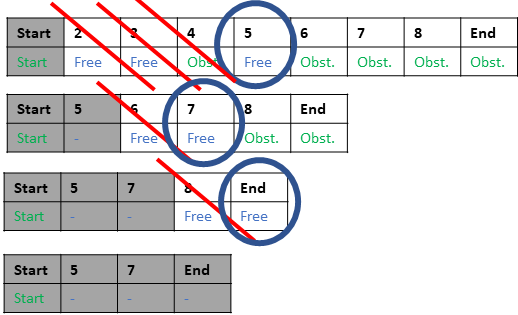 Start 2 3 4 5 6 7 8 End
Start Free Free Obst. Free Obst. Obst. Obst. Obst.
Start 5 6 7 8 End
Start - Free Free Obst. Obst.
Start 5 7 8 End
Start - - Free Free
Start 5 7 End
Start - - -